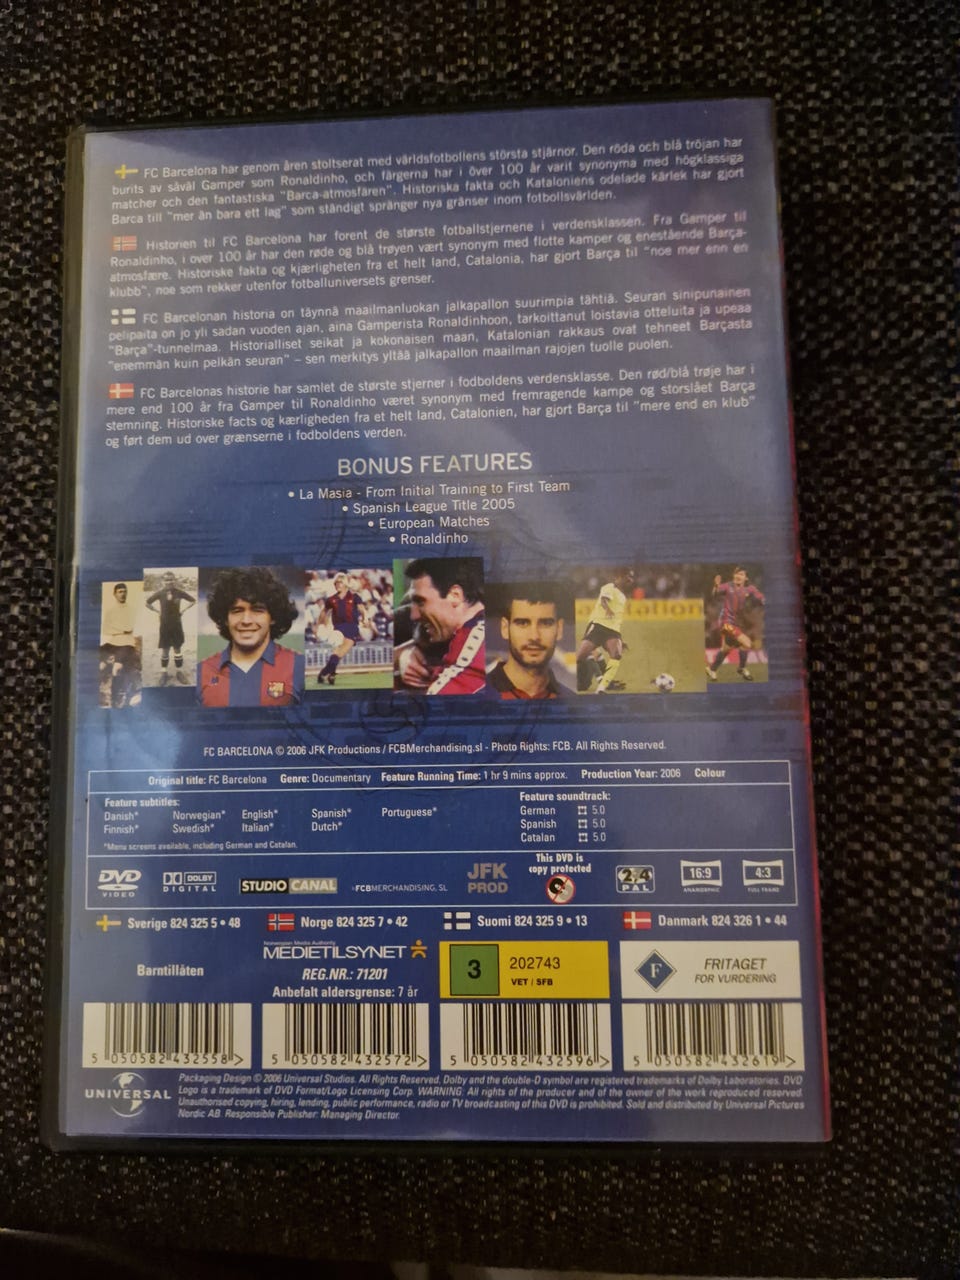 FC Barcelona har genom åren stoltserat med världsfotbollens största stjärnor. Den röda och blå tröjan har
burits av såväl Gamper som Ronaldinho, och färgerna har i över 100 år varit synonyma med högklassiga
matcher och den fantastiska "Barca-atmosfären". Historiska fakta och Kataloniens odelade kärlek har gjort
Barca till "mer än bara ett lag" som ständigt spränger nya gränser inom fotbollsvärlden.
Historien til FC Barcelona har forent de største fotballstjernene i verdensklassen. Fra Gamper til
Ronaldinho, i over 100 år har den røde og blå trøyen vært synonym med flotte kamper og enestående Barça-
atmosfære. Historiske fakta og kjærligheten fra et helt land, Catalonia, har gjort Barça til "noe mer enn en
klubb", noe som rekker utenfor fotballuniversets grenser.
FC Barcelonan historia on täynnä maailmanluokan jalkapallon suurimpia tähtiä. Seuran sinipunainen
pelipaita on jo yli sadan vuoden ajan, aina Gamperista Ronaldinhoon, tarkoittanut loistavia otteluita ja upeaa
"Barça"-tunnelmaa. Historialliset seikat ja kokonaisen maan, Katalonian rakkaus ovat tehneet Barçasta
"enemmän kuin pelkän seuran" – sen merkitys yltää jalkapallon maailman rajojen tuolle puolen.
FC Barcelonas historie har samlet de største stjerner i fodboldens verdensklasse. Den rød/blå trøje har i
mere end 100 år fra Gamper til Ronaldinho været synonym med fremragende kampe og storslået Barça
stemning. Historiske facts og kærligheden fra et helt land, Catalonien, har gjort Barça til "mere end en klub"
og ført dem ud over grænserne i fodboldens verden.
BONUS FEATURES
• La Masia - From Initial Training to First Team
• Spanish League Title 2005
• European Matches
• Ronaldinho
FC BARCELONA © 2006 JFK Productions / FCBMerchandising.sl - Photo Rights: FCB. All Rights Reserved.
Original title: FC Barcelona Genre: Documentary Feature Running Time: 1 hr 9 mins approx. Production Year: 2006 Colour
Feature subtitles:
Danish* Norwegian* English* Spanish* Portuguese*
Finnish* Swedish* Italian* Dutch*
*Menu screens available, including German and Catalan.
Feature soundtrack:
German 5.0
Spanish 5.0
Catalan 5.0
DVD VIDEO
DOLBY DIGITAL
STUDIO CANAL
FCBMERCHANDISING, SL
JFK PROD
This DVD is
copy protected
2 4 PAL
16:9 ANAMORPHIC
4:3 FULL FRAME
Sverige 824 325 5 • 48
Norge 824 325 7 • 42
Suomi 824 325 9 • 13
Danmark 824 326 1 • 44
Barntillåten
Norwegian Media Authority
MEDIETILSYNET
REG.NR.: 71201
Anbefalt aldersgrense: 7 år
3
202743
VET / SFB
F
FRITAGET
FOR VURDERING
5 050582 432558 >
5 050582 432572 >
5 050582 432596 >
5 050582 432619 >
UNIVERSAL
Packaging Design © 2006 Universal Studios. All Rights Reserved. Dolby and the double-D symbol are registered trademarks of Dolby Laboratories. DVD
Logo is a trademark of DVD Format/Logo Licensing Corp. WARNING: All rights of the producer and of the owner of the work reproduced reserved.
Unauthorised copying, hiring, lending, public performance, radio or TV broadcasting of this DVD is prohibited. Sold and distributed by Universal Pictures
Nordic AB. Responsible Publisher: Managing Director.